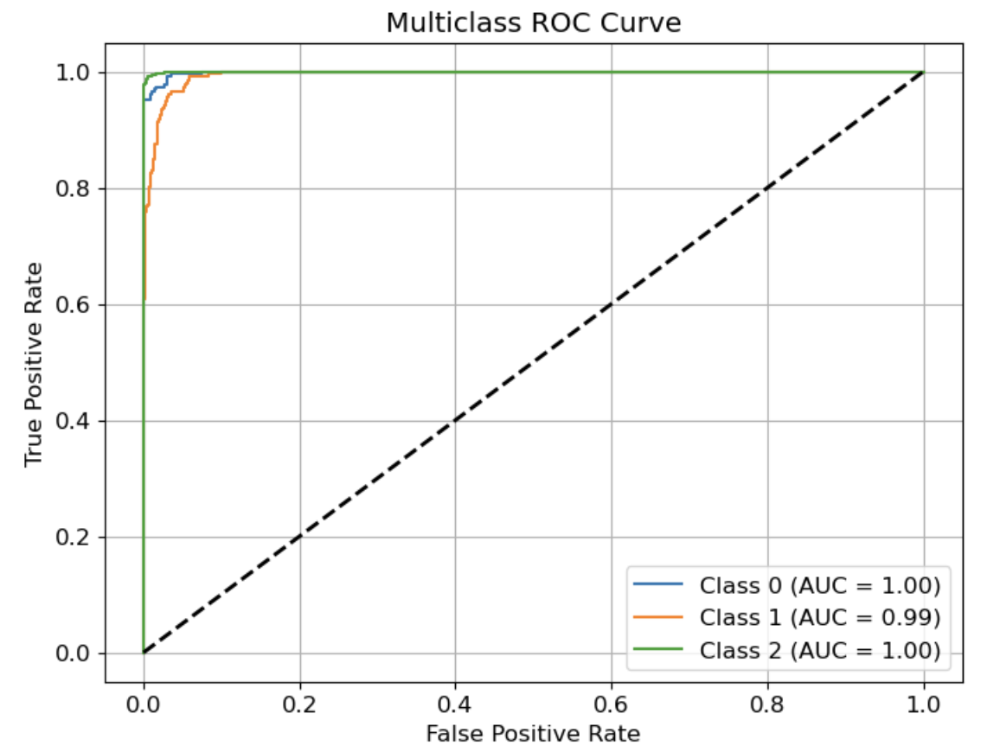 Multiclass ROC Curve
True Positive Rate
1.0
0.8
0.6
0.4
0.2
0.0
Class 0 (AUC = 1.00)
Class 1 (AUC = 0.99)
Class 2 (AUC = 1.00)
0.0 0.2 0.4 0.6 0.8 1.0
False Positive Rate